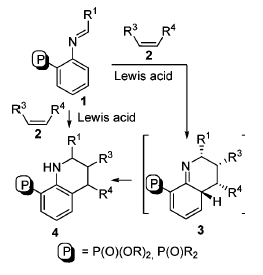 R¹
N
P
1
R³ R⁴
2
Lewis acid
R³ R⁴
2
Lewis acid
R¹
HN
R³
P
R⁴
4
R¹
N
R³
P
R⁴
H
3
P = P(O)(OR)₂, P(O)R₂